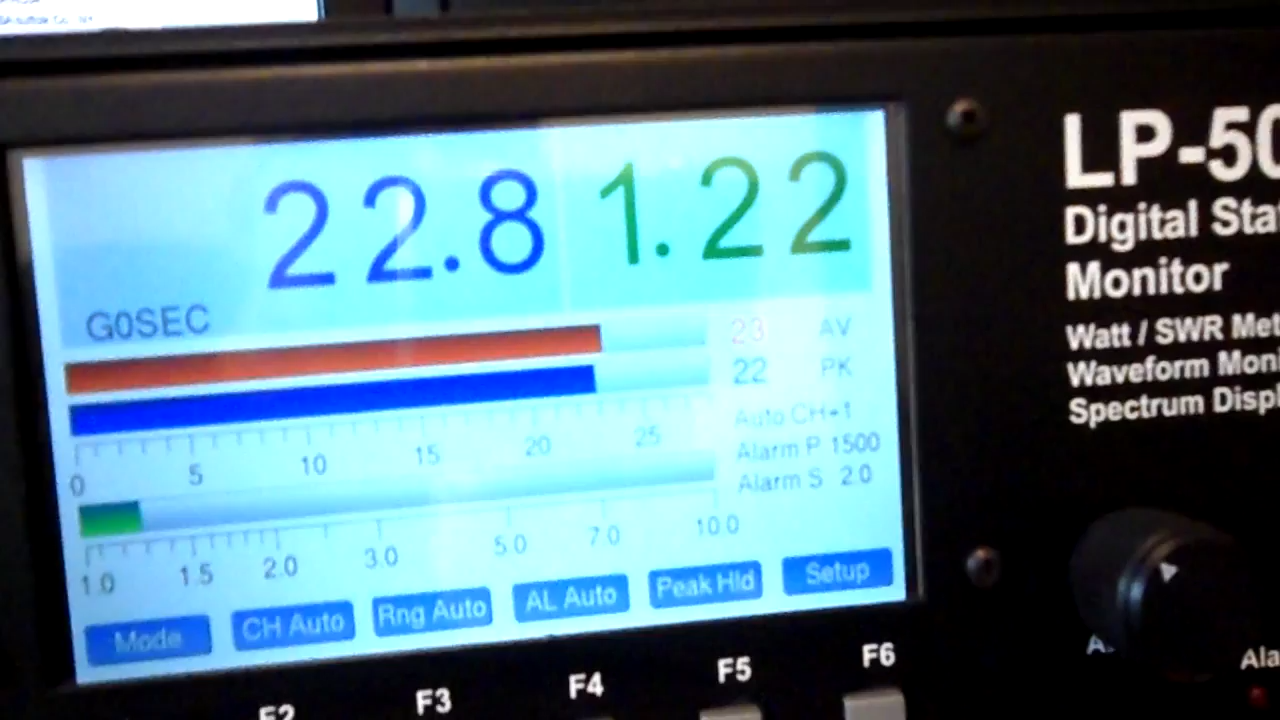 22.8 1.22
G0SEC
23 AV
22 PK
0 5 10 15 20 25
Auto CH+1
Alarm P 1500
Alarm S 2.0
1.0 1.5 2.0 3.0 5.0 7.0 10.0
Mode CH Auto Rng Auto AL Auto Peak Hld Setup
F2 F3 F4 F5 F6
LP-50
Digital Sta
Monitor
Watt / SWR Met
Waveform Moni
Spectrum Displ
Ala